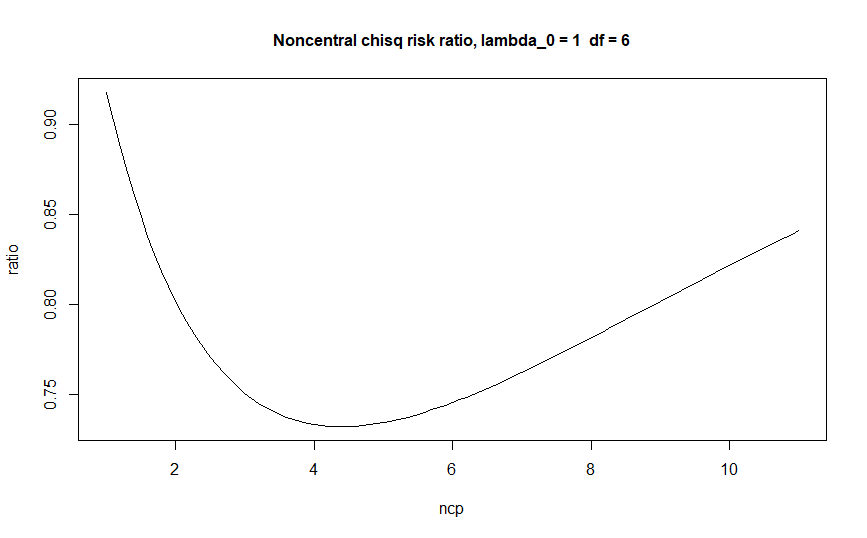 Noncentral chisq risk ratio, lambda_0 = 1 df = 6
0.90
0.85
0.80
0.75
ratio
2 4 6 8 10
ncp